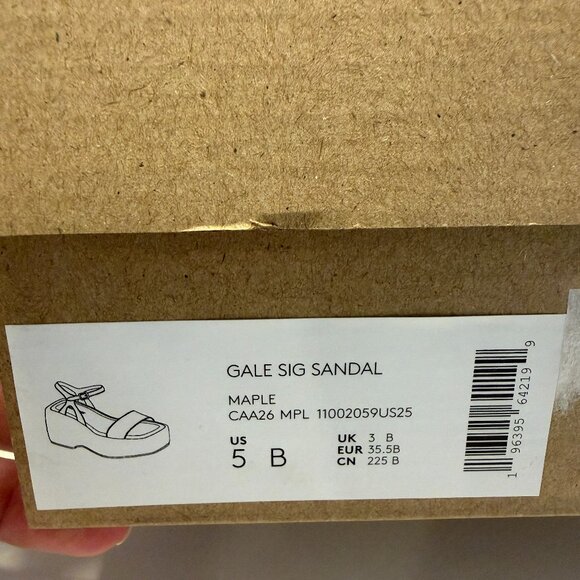 GALE SIG SANDAL
MAPLE
CAA26 MPL 11002059US25
US
5 B
UK 3 B
EUR 35.5B
CN 225 B
1 96395 64219 9